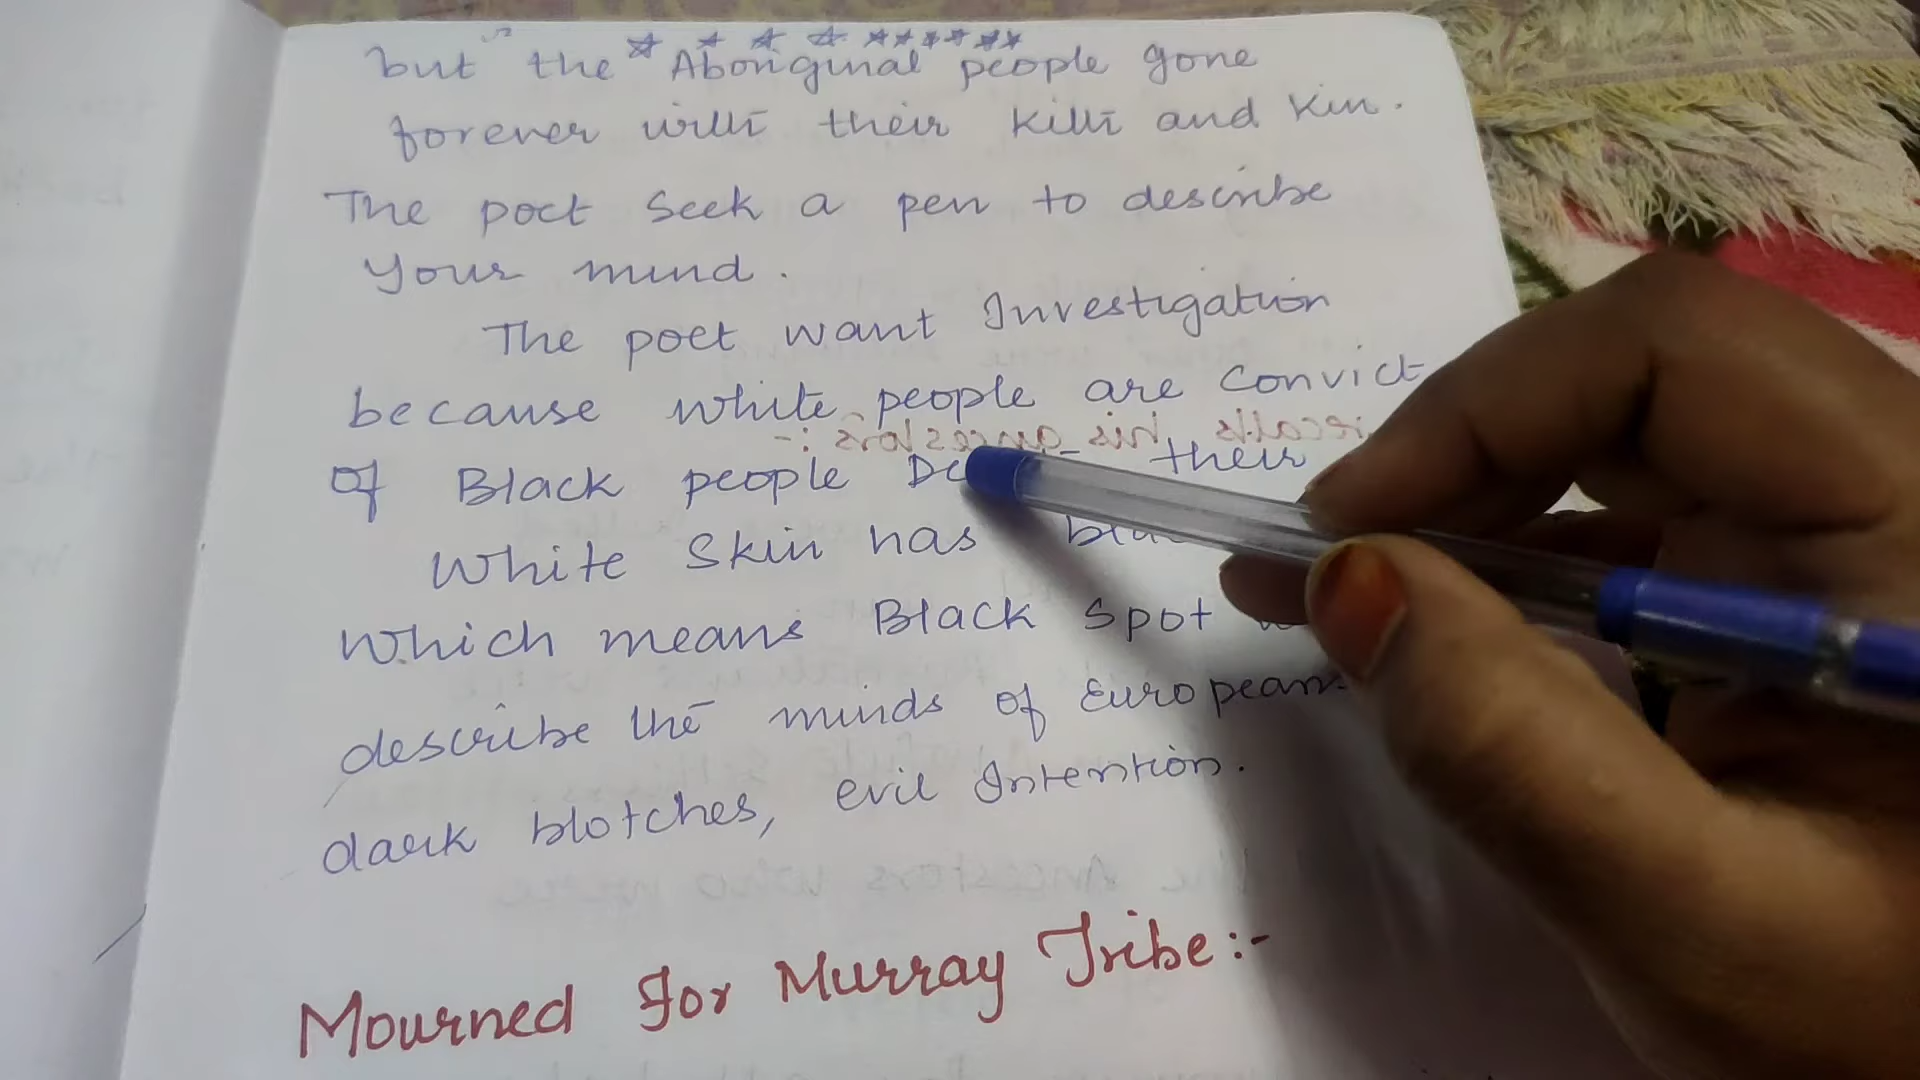 but the Aboriginal people gone
forever with their kith and kin.
The poet seek a pen to describe
your mind.
The poet want Investigation
because white people are convict
of Black people their
White Skin has
Which means Black Spot
describe the minds of European
dark blotches, evil Intention.
Mourned For Murray Tribe:-